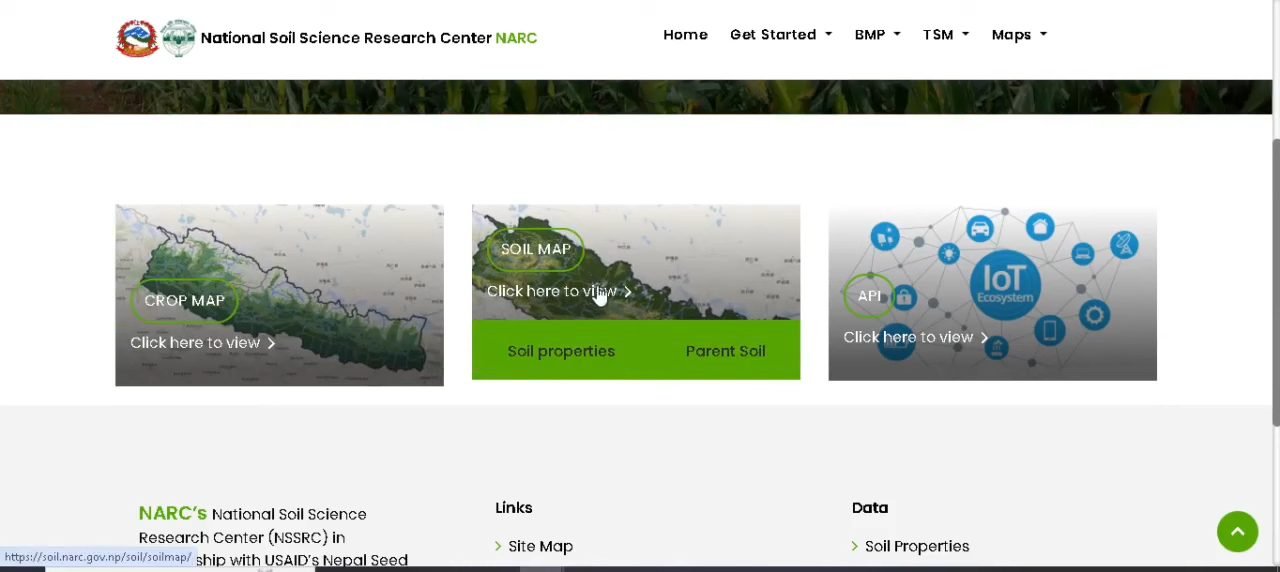 National Soil Science Research Center NARC
Home Get Started BMP TSM Maps
CROP MAP
Click here to view
SOIL MAP
Click here to view
Soil properties Parent Soil
IoT
Ecosystem
API
Click here to view
NARC's National Soil Science
Research Center (NSSRC) in
ship with USAID's Nepal Seed
Links
Site Map
Data
Soil Properties
https://soil.narc.gov.np/soil/soilmap/